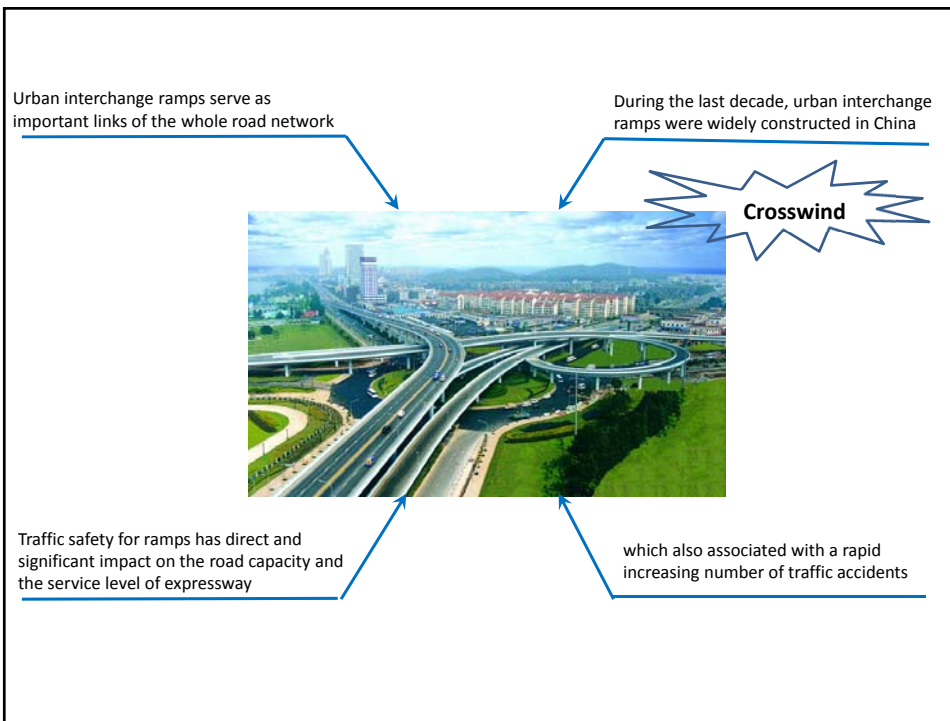 Urban interchange ramps serve as
important links of the whole road network
During the last decade, urban interchange
ramps were widely constructed in China
Crosswind
Traffic safety for ramps has direct and
significant impact on the road capacity and
the service level of expressway
which also associated with a rapid
increasing number of traffic accidents